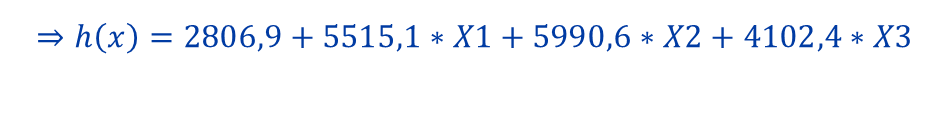 ⇒ ℎ(𝑥) = 2806,9 + 5515,1 ∗ 𝑋1 + 5990,6 ∗ 𝑋2 + 4102,4 ∗ 𝑋3